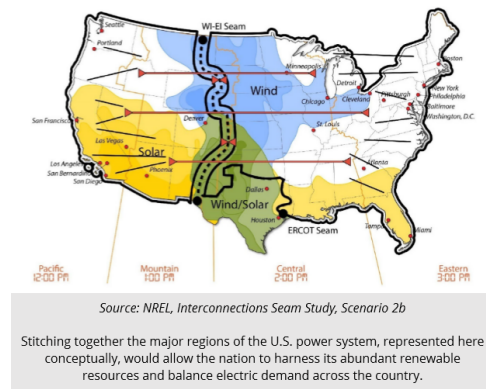 WI-EI Seam
Seattle
Portland
Boston
Minneapolis
Detroit
New York
Wind
Chicago
Cleveland
Pittsburgh
Philadelphia
Baltimore
Washington, D.C.
San Francisco
Denver
St. Louis
Las Vegas
Solar
Los Angeles
Phoenix
Atlanta
San Bernardino
San Diego
Dallas
Wind/Solar
Houston
ERCOT Seam
Tampa
Miami
Pacific
12:00 PM
Mountain
1:00 PM
Central
2:00 PM
Eastern
3:00 PM
Source: NREL, Interconnections Seam Study, Scenario 2b
Stitching together the major regions of the U.S. power system, represented here
conceptually, would allow the nation to harness its abundant renewable
resources and balance electric demand across the country.